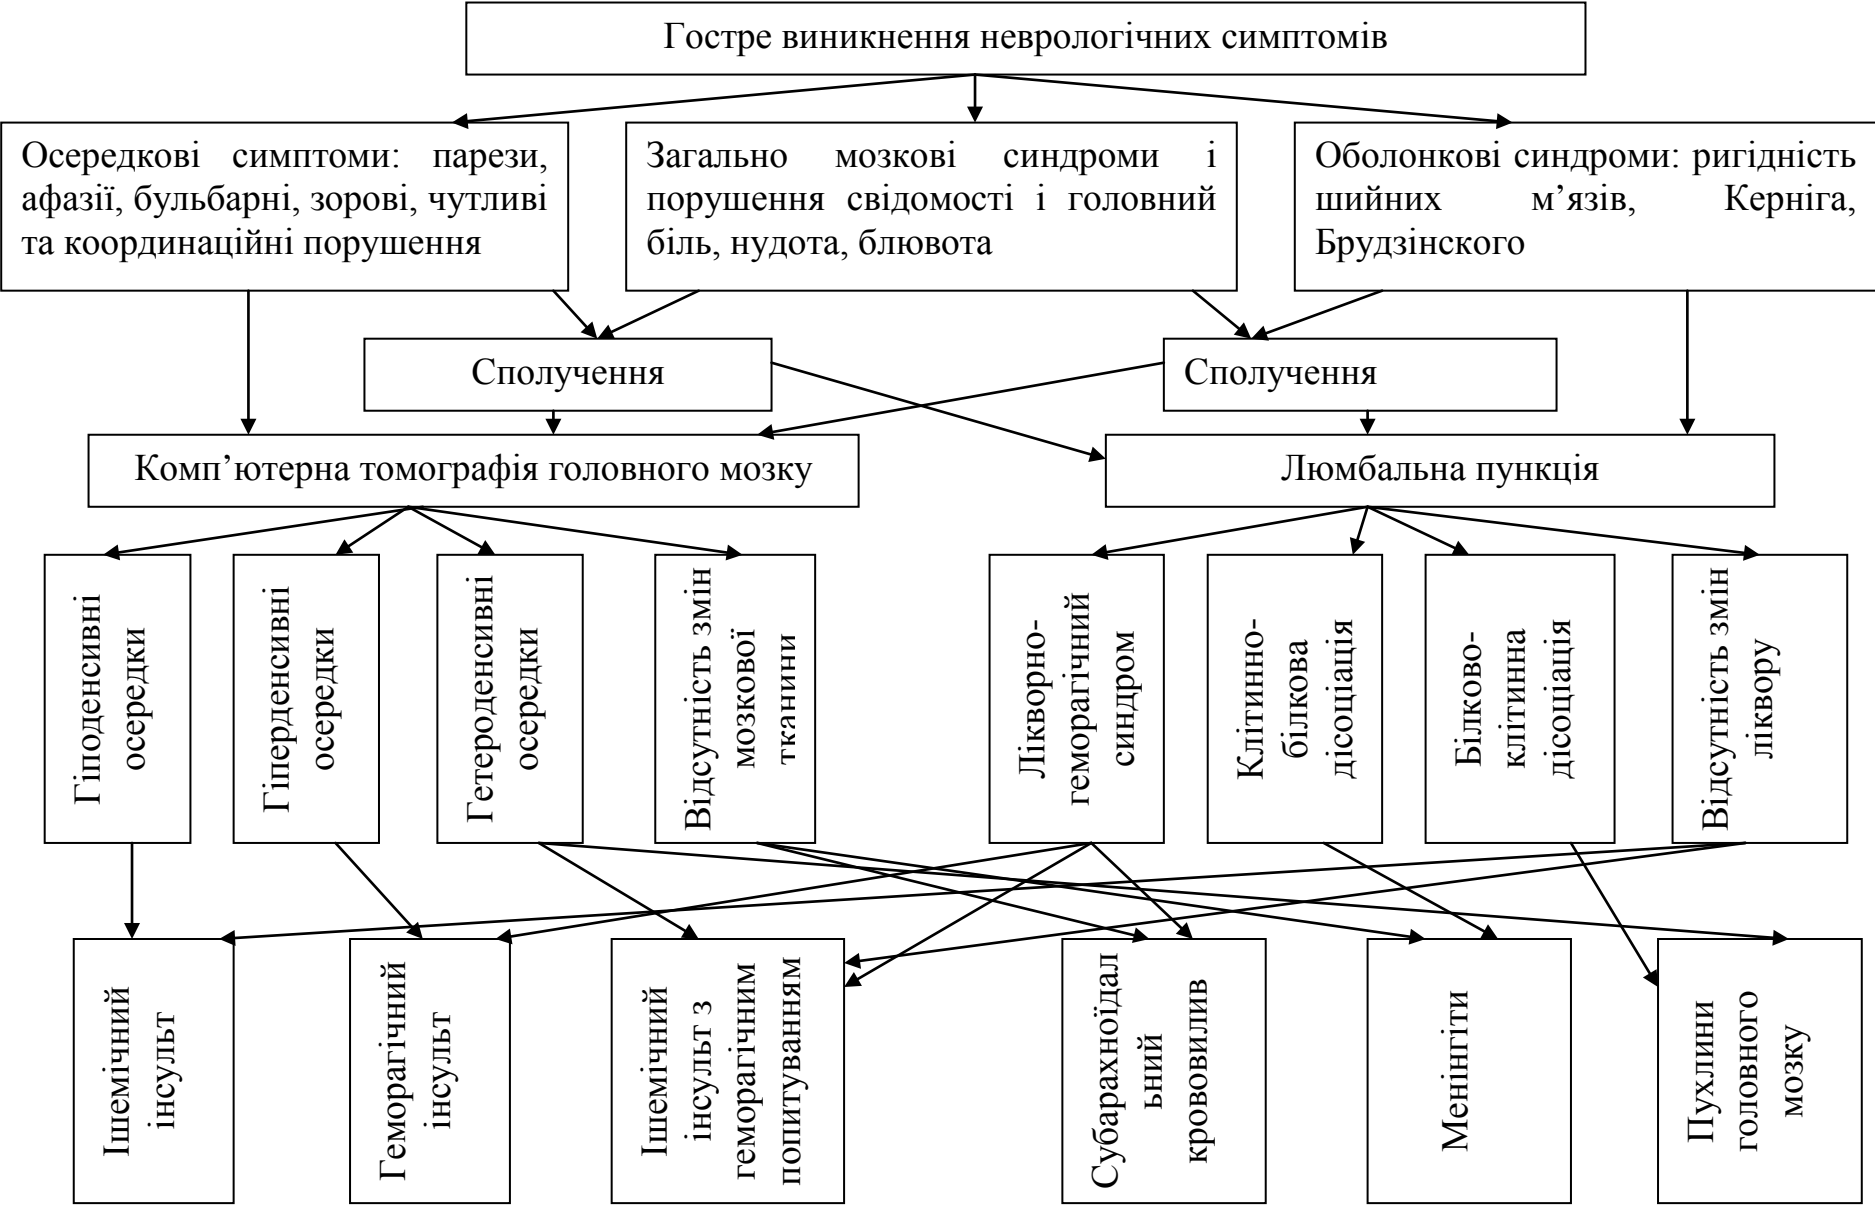 Гостре виникнення неврологічних симптомів
Осередкові симптоми: парези,
афазії, бульбарні, зорові, чутливі
та координаційні порушення
Загально мозкові синдроми і
порушення свідомості і головний
біль, нудота, блювота
Оболонкові синдроми: ригідність
шийних м’язів, Керніга,
Брудзінского
Сполучення
Сполучення
Комп’ютерна томографія головного мозку
Люмбальна пункція
Гіподенсивні
осередки
Гіперденсивні
осередки
Гетероденсивні
осередки
Відсутність змін
мозкової
тканини
Ліквороно-
геморагічний
синдром
Клітинно-
білкова
дісоціація
Білково-
клітинна
дісоціація
Відсутність змін
ліквору
Ішемічний
інсульт
Геморагічний
інсульт
Ішемічний
інсульт з
геморагічним
попитуванням
Субарахноїдал
ьний
крововилив
Менінгіти
Пухлини
головного
мозку